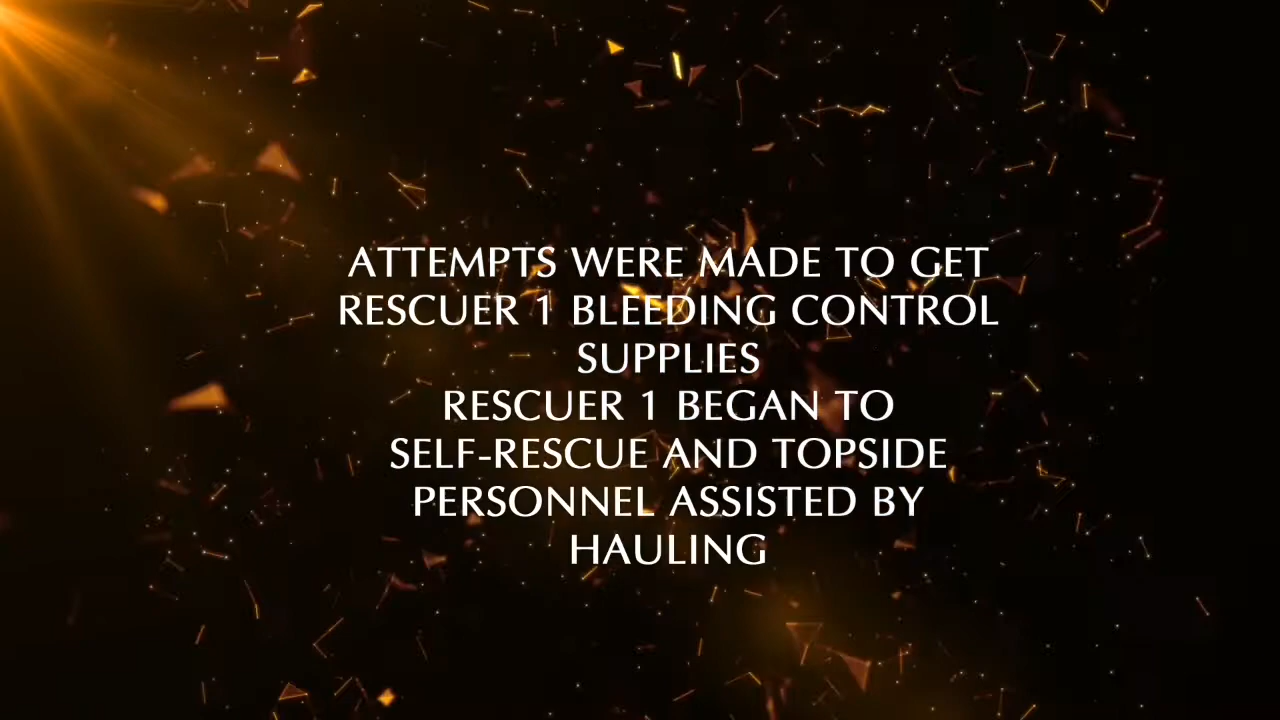 ATTEMPTS WERE MADE TO GET
RESCUER 1 BLEEDING CONTROL
SUPPLIES
RESCUER 1 BEGAN TO
SELF-RESCUE AND TOPSIDE
PERSONNEL ASSISTED BY
HAULING